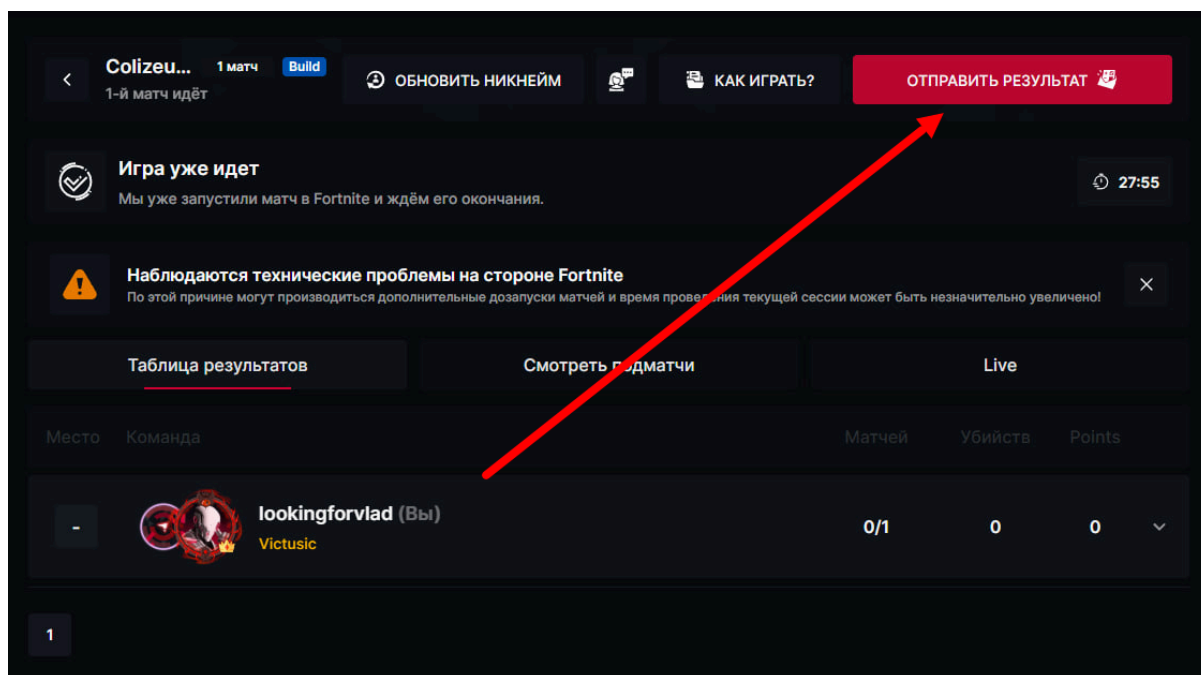 Colizeu... 1 матч Build
1-й матч идёт
ОБНОВИТЬ НИКНЕЙМ
КАК ИГРАТЬ?
ОТПРАВИТЬ РЕЗУЛЬТАТ
Игра уже идет
Мы уже запустили матч в Fortnite и ждём его окончания.
27:55
Наблюдаются технические проблемы на стороне Fortnite
По этой причине могут производиться дополнительные дозапуски матчей и время проведения текущей сессии может быть незначительно увеличено!
Таблица результатов
Смотреть подматчи
Live
Место Команда Матчей Убийств Points
- lookingforvlad (Вы) 0/1 0 0
Victusic
1